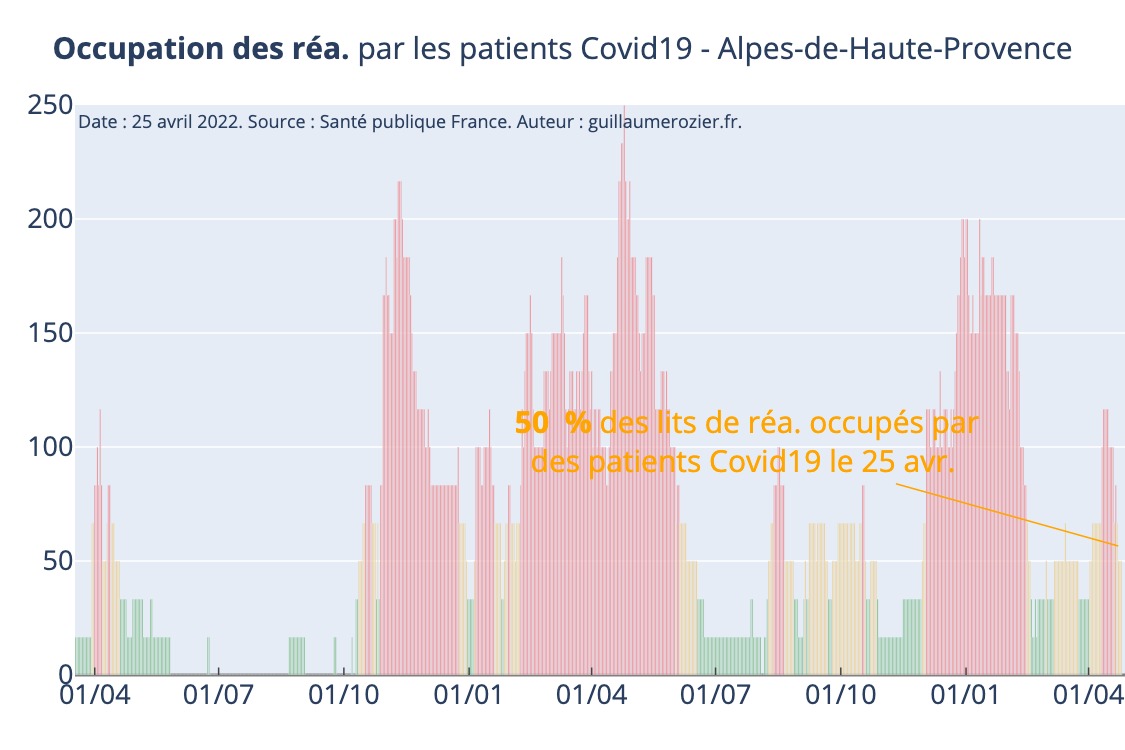 Occupation des réa. par les patients Covid19 - Alpes-de-Haute-Provence
250
Date : 25 avril 2022. Source : Santé publique France. Auteur : guillaumerozier.fr.
200
150
50 % des lits de réa. occupés par
100
des patients Covid19 le 25 avr.
50
0
01/04 01/07 01/10 01/01 01/04 01/07 01/10 01/01 01/04